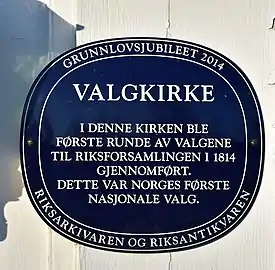 GRUNNLOVSJUBILEET 2014
VALGKIRKE
I DENNE KIRKEN BLE
FØRSTE RUNDE AV VALGENE
TIL RIKSFORSAMLINGEN I 1814
GJENNOMFØRT.
DETTE VAR NORGES FØRSTE
NASJONALE VALG.
RIKSARKIVAREN OG RIKSANTIKVAREN